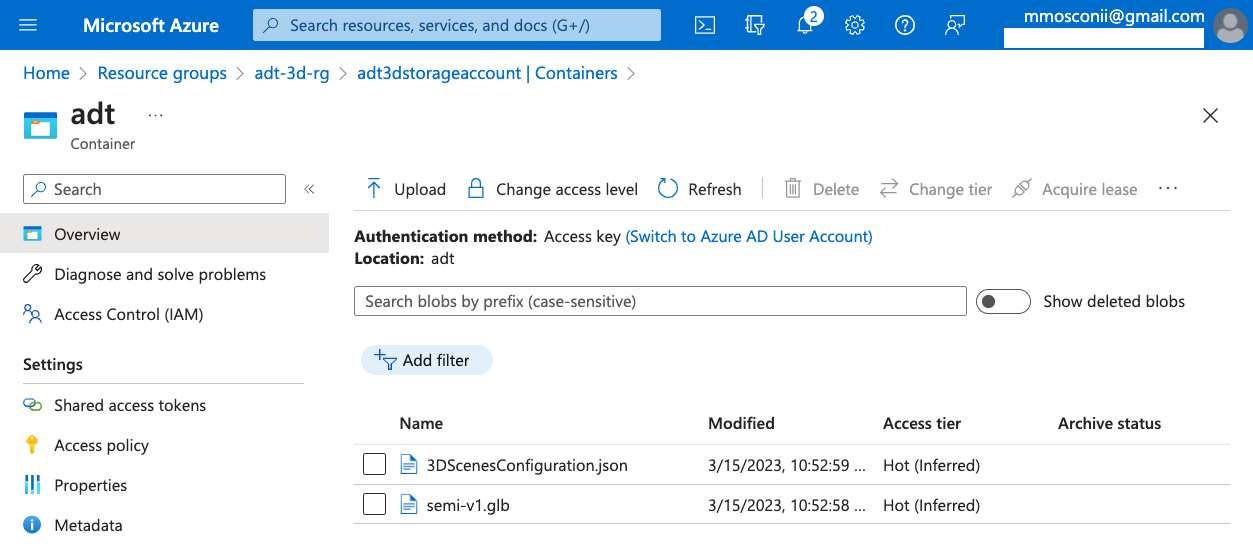 Microsoft Azure
Search resources, services, and docs (G+/)
2
mmosconii@gmail.com
Home > Resource groups > adt-3d-rg > adt3dstorageaccount | Containers >
adt ...
Container
Search
«
Upload Change access level Refresh Delete Change tier Acquire lease ...
Overview
Diagnose and solve problems
Access Control (IAM)
Settings
Shared access tokens
Access policy
Properties
Metadata
Authentication method: Access key (Switch to Azure AD User Account)
Location: adt
Search blobs by prefix (case-sensitive)
Show deleted blobs
Add filter
Name Modified Access tier Archive status
3DScenesConfiguration.json 3/15/2023, 10:52:59 ... Hot (Inferred)
semi-v1.glb 3/15/2023, 10:52:58 ... Hot (Inferred)